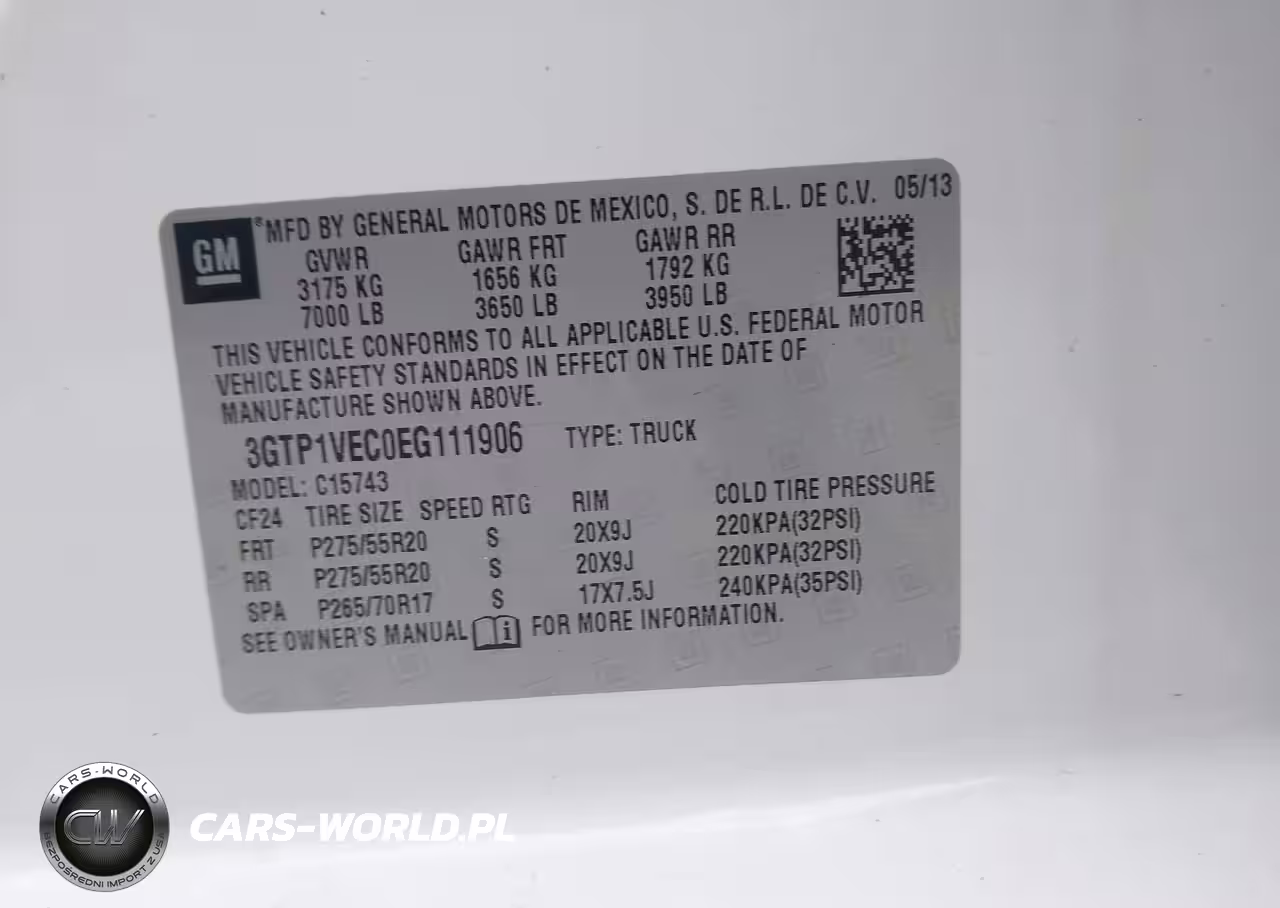 GM
®MFD BY GENERAL MOTORS DE MEXICO, S. DE R.L. DE C.V. 05/13
GVWR GAWR FRT GAWR RR
3175 KG 1656 KG 1792 KG
7000 LB 3650 LB 3950 LB
THIS VEHICLE CONFORMS TO ALL APPLICABLE U.S. FEDERAL MOTOR
VEHICLE SAFETY STANDARDS IN EFFECT ON THE DATE OF
MANUFACTURE SHOWN ABOVE.
3GTP1VEC0EG111906 TYPE: TRUCK
MODEL: C15743
CF24 TIRE SIZE SPEED RTG RIM COLD TIRE PRESSURE
FRT P275/55R20 S 20X9J 220KPA(32PSI)
RR P275/55R20 S 20X9J 220KPA(32PSI)
SPA P265/70R17 S 17X7.5J 240KPA(35PSI)
SEE OWNER'S MANUAL i FOR MORE INFORMATION.
CARS-WORLD
CW
BEZPOŚREDNI IMPORT Z USA
CARS-WORLD.PL